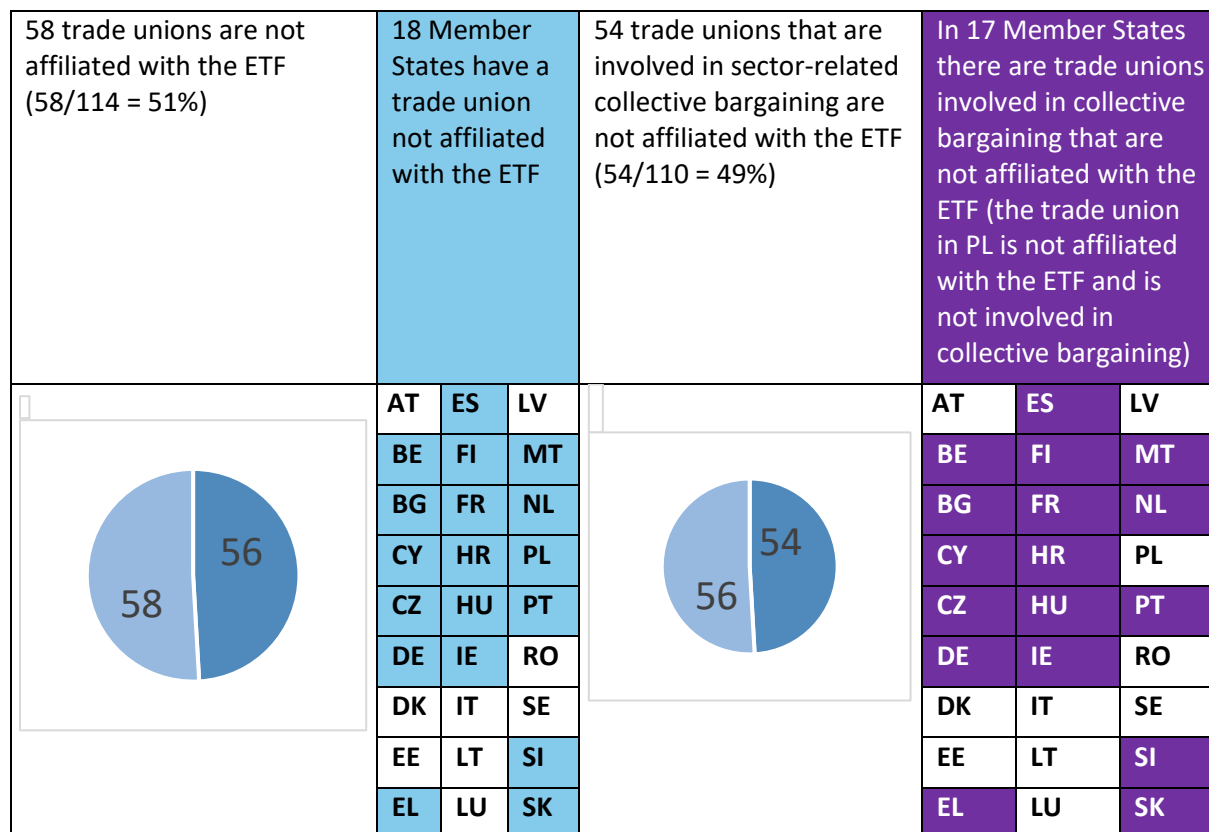 58 trade unions are not
affiliated with the ETF
(58/114 = 51%)
18 Member
States have a
trade union
not affiliated
with the ETF
54 trade unions that are
involved in sector-related
collective bargaining are
not affiliated with the ETF
(54/110 = 49%)
In 17 Member States
there are trade unions
involved in collective
bargaining that are
not affiliated with the
ETF (the trade union
in PL is not affiliated
with the ETF and is
not involved in
collective bargaining)
56
58
AT ES LV
BE FI MT
BG FR NL
CY HR PL
CZ HU PT
DE IE RO
DK IT SE
EE LT SI
EL LU SK
54
56
AT ES LV
BE FI MT
BG FR NL
CY HR PL
CZ HU PT
DE IE RO
DK IT SE
EE LT SI
EL LU SK